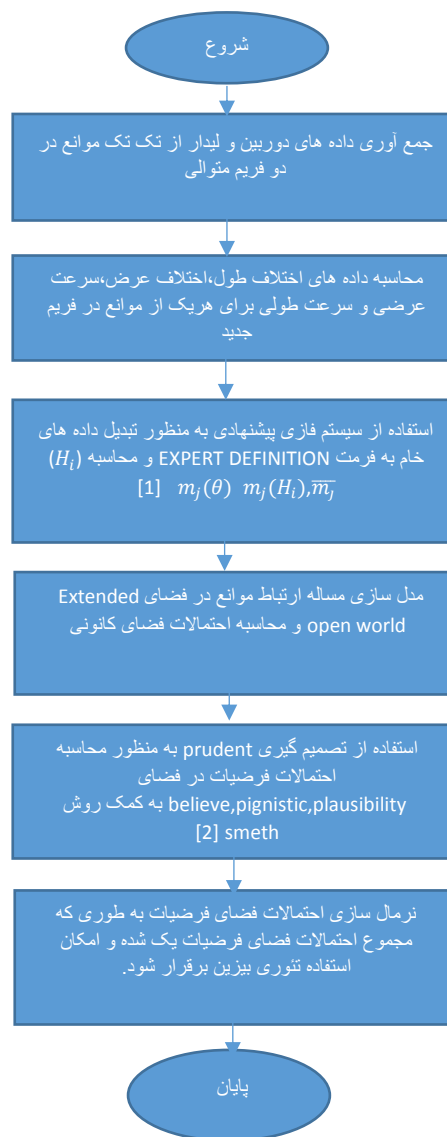 شروع
جمع آوری داده های دوربین و لیدار از تک تک موانع در
دو فریم متوالی
محاسبه داده های اختلاف طول،اختلاف عرض،سرعت
عرضی و سرعت طولی برای هریک از موانع در فریم
جدید
استفاده از سیستم فازی پیشنهادی به منظور تبدیل داده های
خام به فرمت EXPERT DEFINITION و محاسبه (H_i)
[1] m_j(θ) m_j(H_i),\overline{m_J}
مدل سازی مساله ارتباط موانع در فضای Extended
open world و محاسبه احتمالات فضای کانونی
استفاده از تصمیم گیری prudent به منظور محاسبه
احتمالات فرضیات در فضای
believe,pignistic,plausibility به کمک روش
[2] smeth
نرمال سازی احتمالات فضای فرضیات به طوری که
مجموع احتمالات فضای فرضیات یک شده و امکان
استفاده تئوری بیزین برقرار شود.
پایان